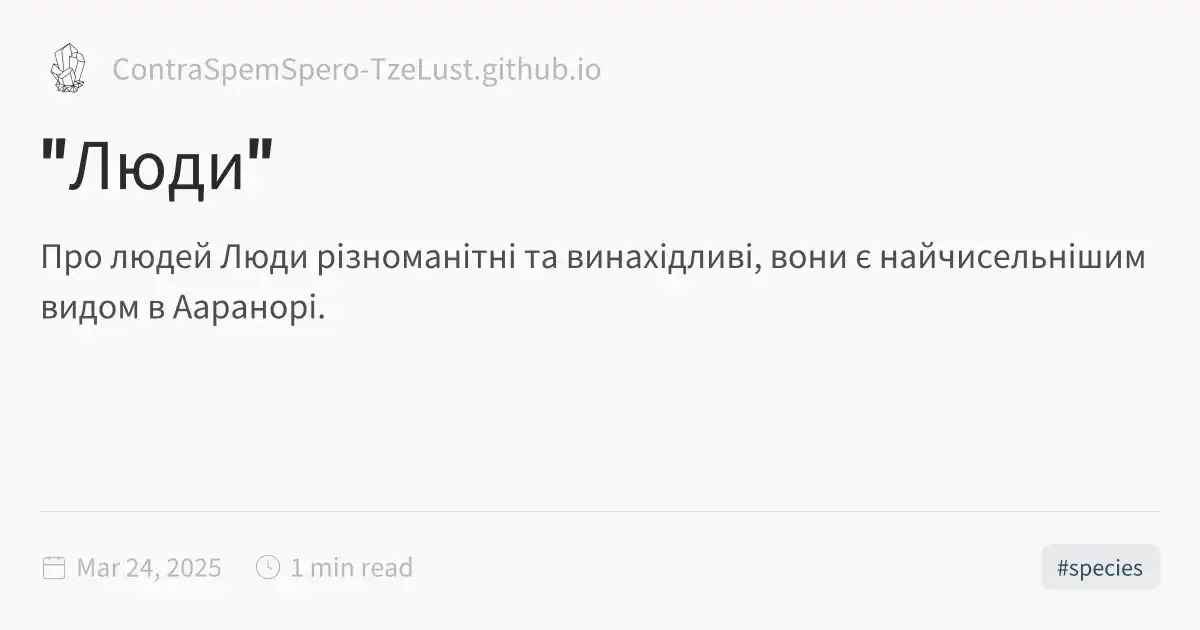 ContraSpemSpero-TzeLust.github.io
"Люди"
Про людей Люди різноманітні та винахідливі, вони є найчисельнішим
видом в Ааранорі.
Mar 24, 2025 1 min read #species